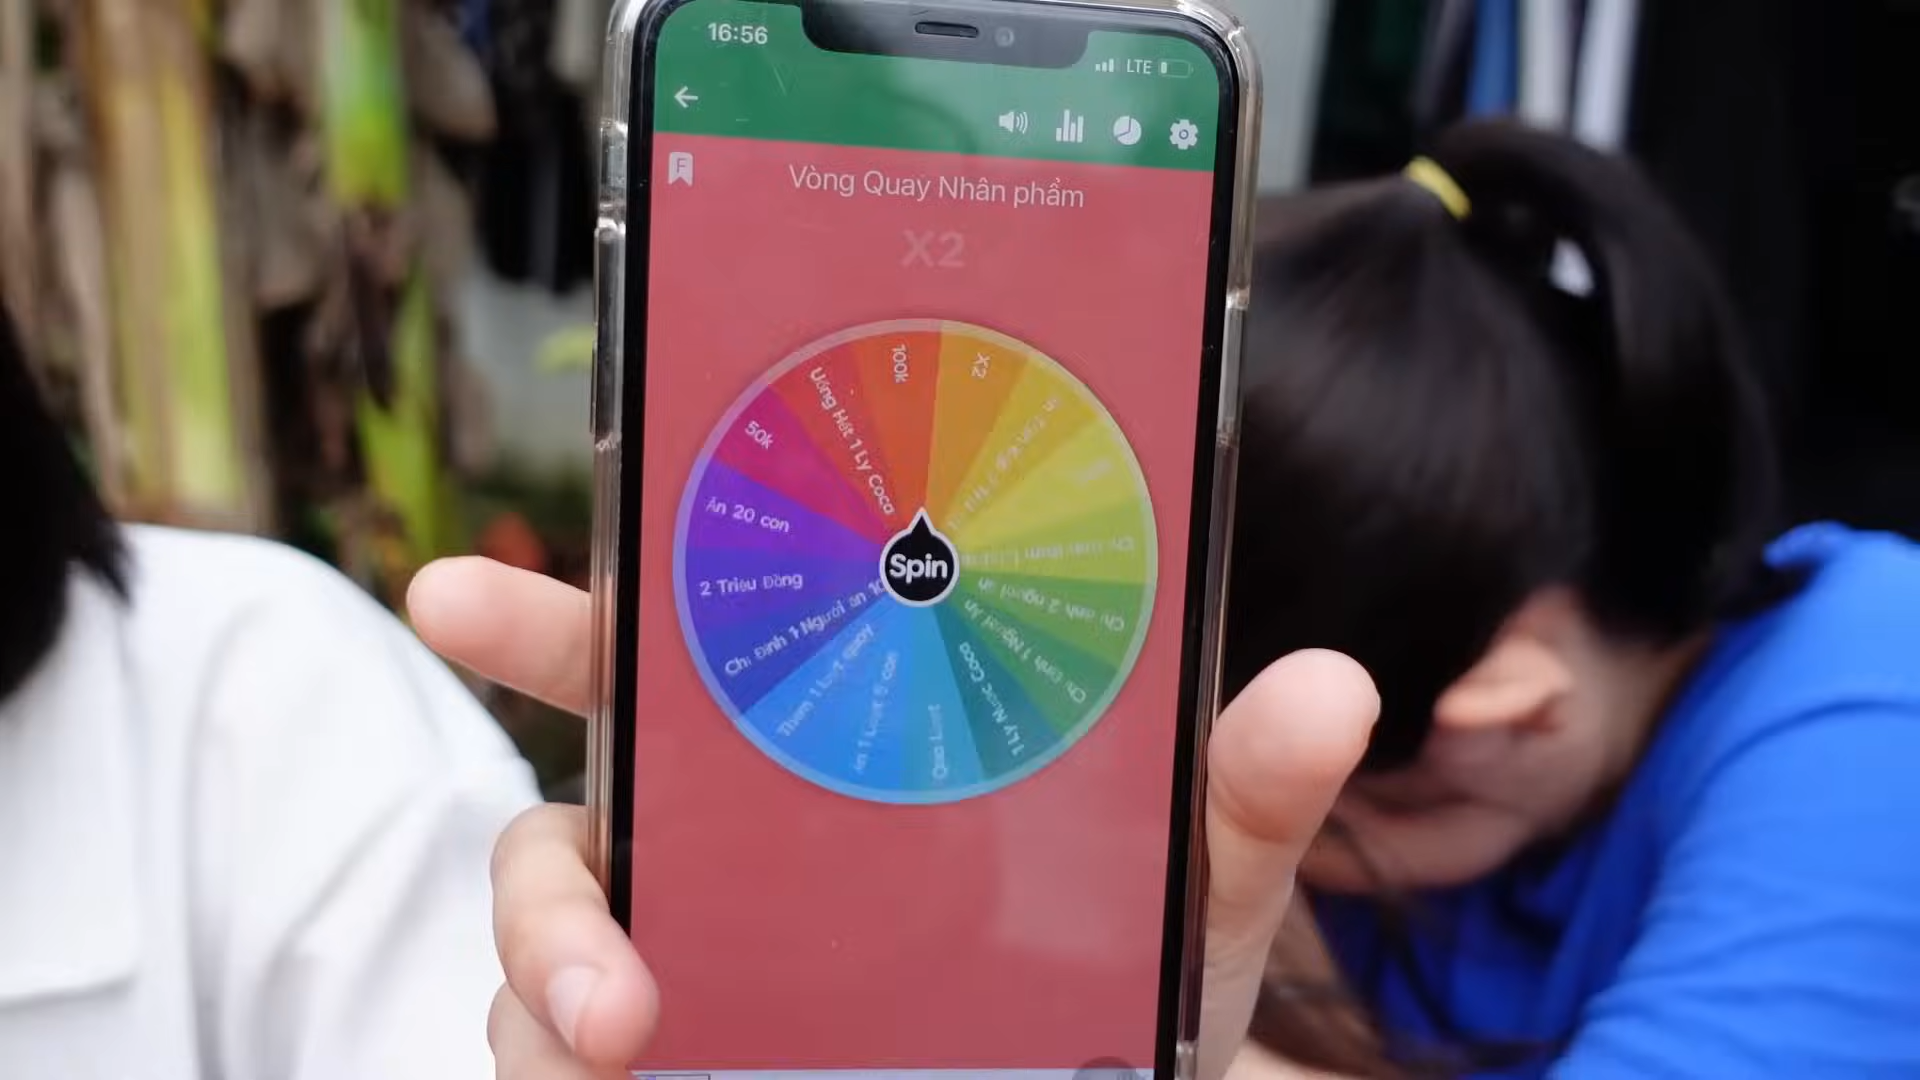 16:56
LTE
F
Vòng Quay Nhân phẩm
X2
100k
X2
Uống Hết 1 Ly Coca
50k
Ăn 20 con
2 Triệu Đồng
Chỉ Định 1 Người ăn 10
Thêm 1 Lượt quay
Ăn 1 Lượt 5 con
Qua Lượt
1 Ly Nước Coca
Chỉ Định 1 Người Ăn
Chỉ định 2 người
Spin